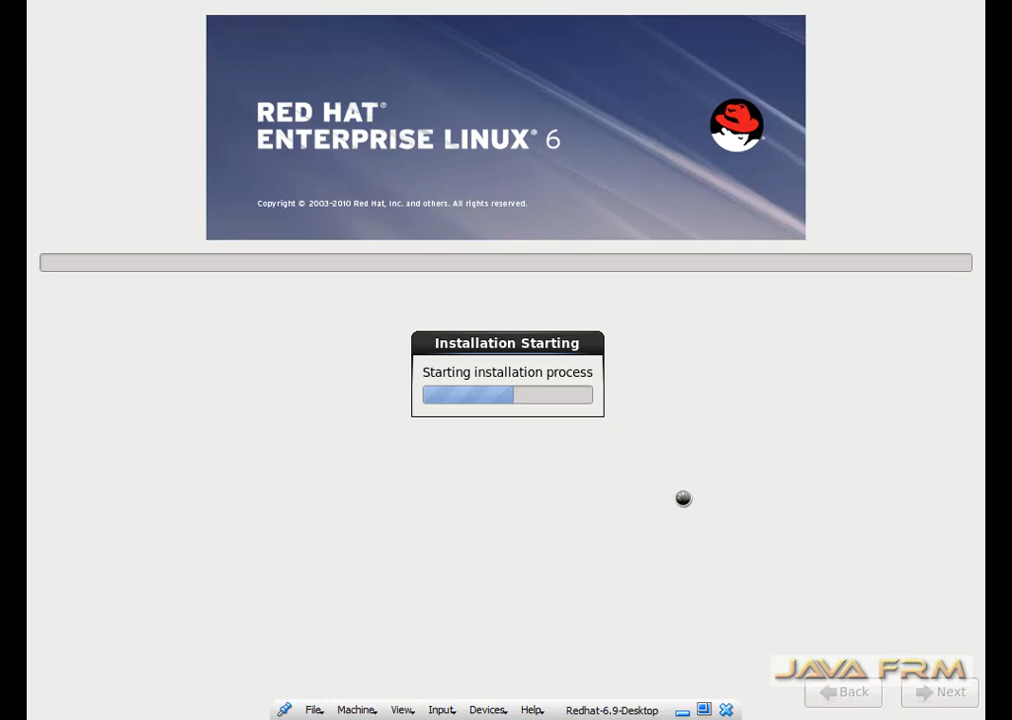 RED HAT®
ENTERPRISE LINUX® 6
Copyright © 2003-2010 Red Hat, Inc. and others. All rights reserved.
Installation Starting
Starting installation process
JAVA FRM
Back Next
File Machine View Input Devices Help Redhat-6.9-Desktop